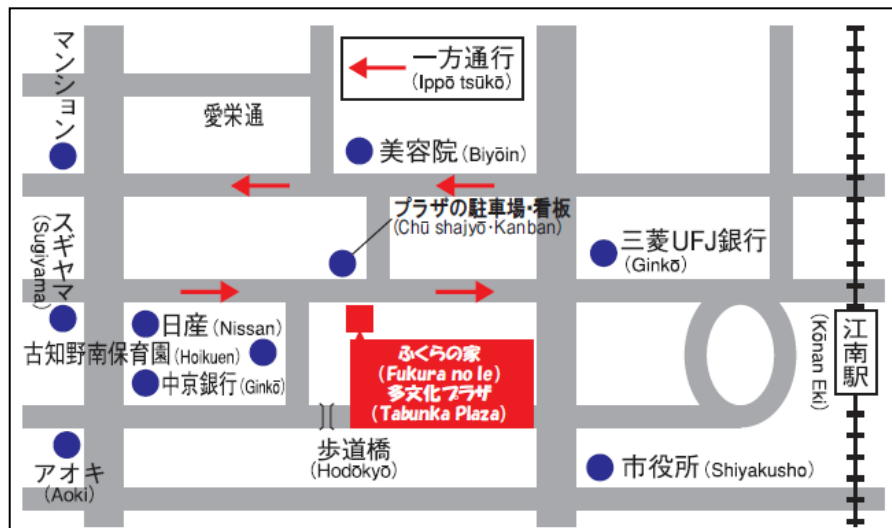 マンション
一方通行
(Ippō tsūkō)
愛栄通
美容院(Biyōin)
プラザの駐車場・看板
(Chū shajyō・Kanban)
スギヤマ
(Sugiyama)
三菱UFJ銀行
(Ginkō)
日産(Nissan)
古知野南保育園(Hoikuen)
中京銀行(Ginkō)
ふくらの家
(Fukura no Ie)
多文化プラザ
(Tabunka Plaza)
江南駅
(Kōnan Eki)
歩道橋
(Hodōkyō)
アオキ
(Aoki)
市役所(Shiyakusho)